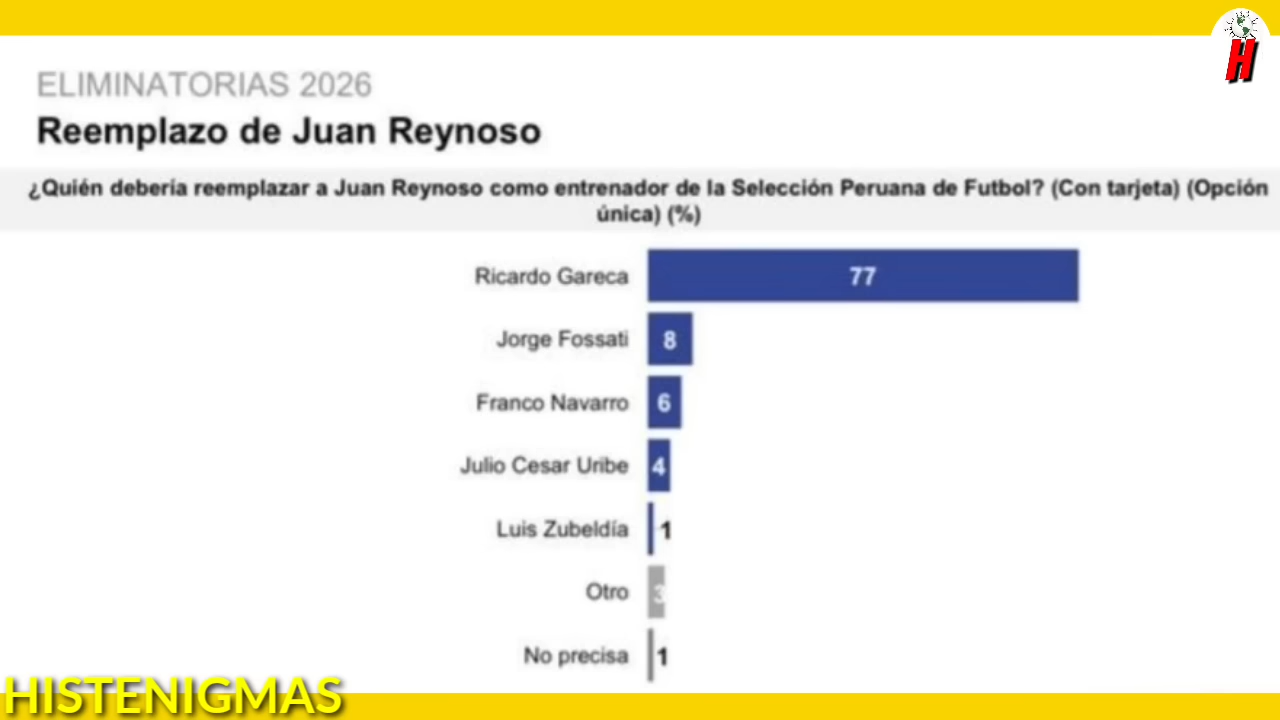 H
ELIMINATORIAS 2026
Reemplazo de Juan Reynoso
¿Quién debería reemplazar a Juan Reynoso como entrenador de la Selección Peruana de Futbol? (Con tarjeta) (Opción
única) (%)
Ricardo Gareca 77
Jorge Fossati 8
Franco Navarro 6
Julio Cesar Uribe 4
Luis Zubeldía 1
Otro 3
No precisa 1
HISTENIGMAS